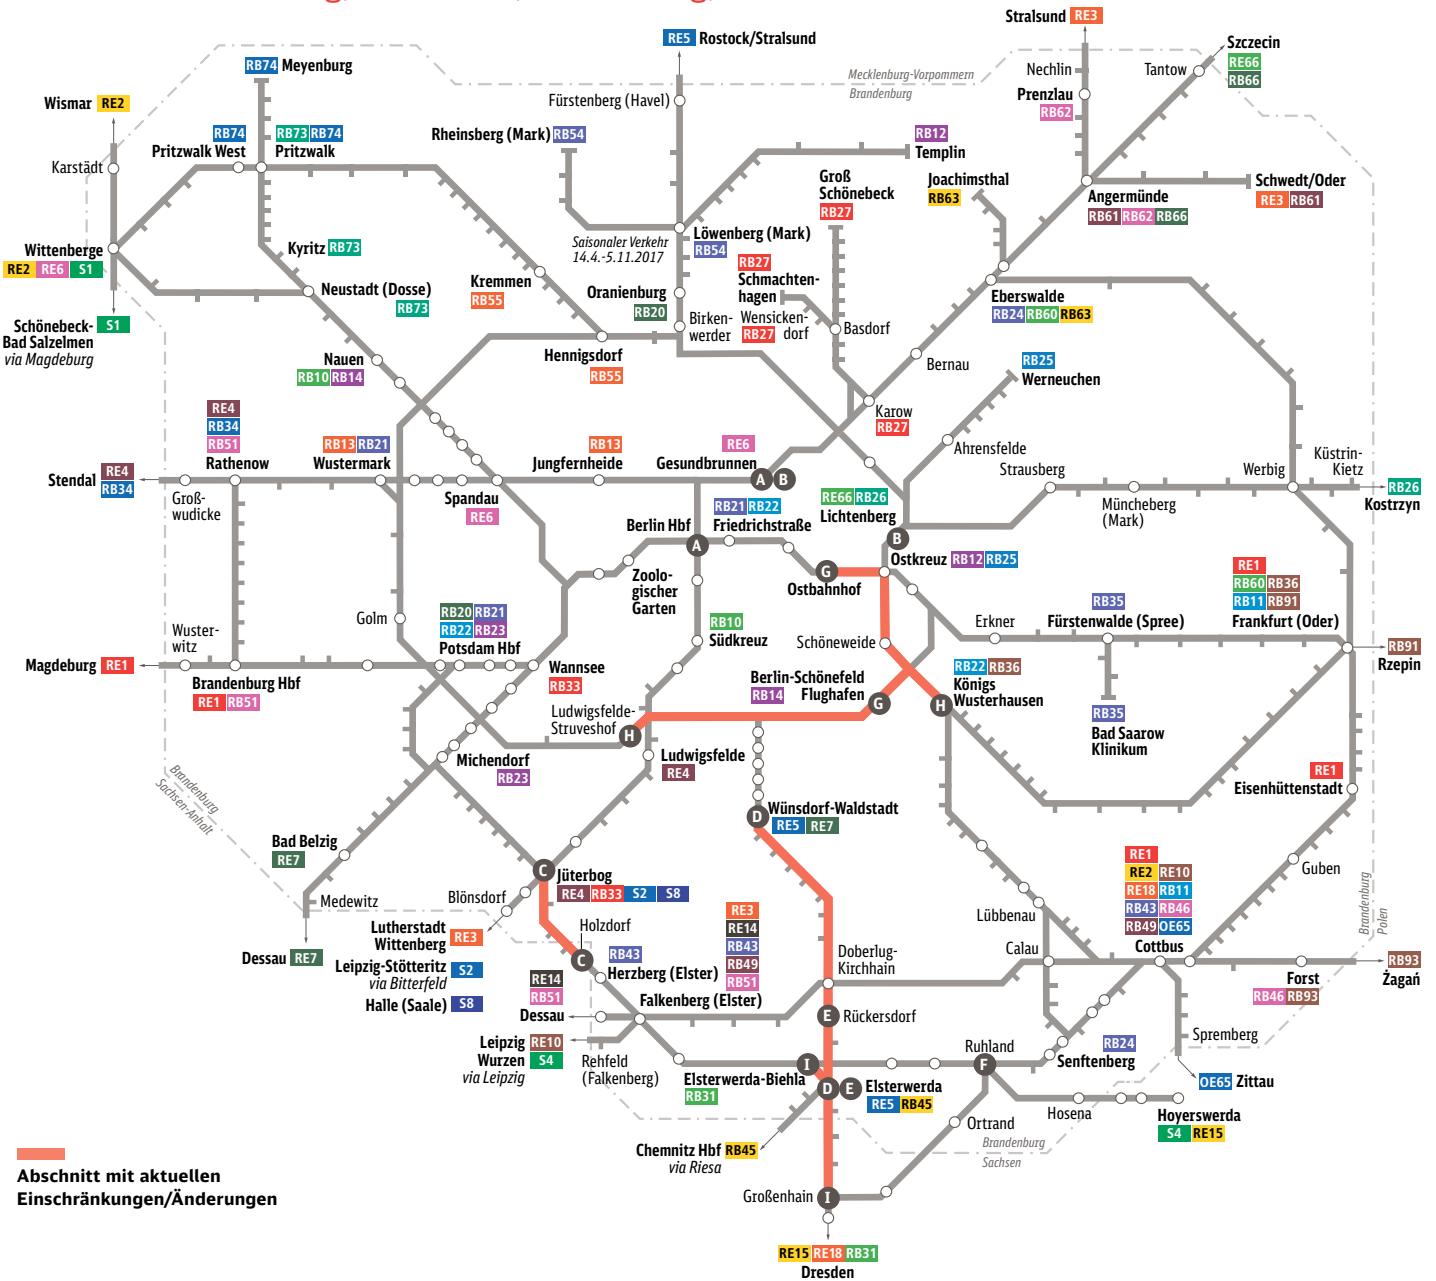 Stralsund RE3
RE5 Rostock/Stralsund
Szczecin
RE66
RB66
Nechlin
Tantow
RB74 Meyenburg
Mecklenburg-Vorpommern
Brandenburg
Prenzlau
RB62
Fürstenberg (Havel)
Wismar RE2
RB74
Pritzwalk West
RB73 RB74
Pritzwalk
Rheinsberg (Mark) RB54
RB12
Templin
Karstädt
Groß
Schönebeck
RB27
Joachimsthal
RB63
Schwedt/Oder
RE3 RB61
Angermünde
RB61 RB62 RB66
Wittenberge
RE2 RE6 S1
Kyritz RB73
Saisonaler Verkehr
14.4.-5.11.2017
Löwenberg (Mark)
RB54
RB27
Schmachten-
hagen
Wensicken-
dorf
RB27
Kremmen
RB55
Oranienburg
RB20
Neustadt (Dosse)
RB73
Eberswalde
RB24 RB60 RB63
Schönebeck-
Bad Salzelmen
via Magdeburg
S1
Birken-
werder
Basdorf
Hennigsdorf
RB55
Nauen
RB10 RB14
Bernau
RB25
Werneuchen
RE4
RB34
RB51
Rathenow
Karow
RB27
RB13 RB21
Wustermark
RB13
Jungfernheide
RE6
Gesundbrunnen
A
B
Ahrensfelde
Strausberg
Werbig
Küstrin-
Kietz
Stendal RE4
RB34
Groß-
wudicke
Spandau
RE6
RE66 RB26
Lichtenberg
Müncheberg
(Mark)
RB26
Kostrzyn
RB21 RB22
Friedrichstraße
Berlin Hbf
A
B
Ostkreuz RB12 RB25
Zoolo-
gischer
Garten
G
Ostbahnhof
RE1
RB60 RB36
RB11 RB91
Frankfurt (Oder)
RB35
Fürstenwalde (Spree)
Erkner
Golm
RB20 RB21
RB22 RB23
Potsdam Hbf
RB10
Südkreuz
Wuster-
witz
Schöneweide
RB91
Rzepin
Magdeburg RE1
Brandenburg Hbf
RE1 RB51
Wannsee
RB33
Berlin-Schönefeld
RB14 Flughafen
G
RB22 RB36
Königs
Wusterhausen
H
RB35
Bad Saarow
Klinikum
Ludwigsfelde-
Struveshof
H
Ludwigsfelde
RE4
Michendorf
RB23
RE1
Eisenhüttenstadt
Brandenburg
Sachsen-Anhalt
D
Wünsdorf-Waldstadt
RE5 RE7
Bad Belzig
RE7
C
Jüterbog
RE4 RB33 S2 S8
Guben
RE1
RE2 RE10
RE18 RB11
RB43 RB46
RB49 OE65
Cottbus
Medewitz
Blönsdorf
Lübbenau
Brandenburg
Polen
Lutherstadt
Wittenberg
RE3
Holzdorf
C
RE3
RE14
RB43
RB49
RB51
Calau
Dessau RE7
Leipzig-Stötteritz
via Bitterfeld
S2
RB43
Herzberg (Elster)
Doberlug-
Kirchhain
RB93
Żagań
Halle (Saale) S8
RE14
RB51
Dessau
Falkenberg (Elster)
Forst
RB46 RB93
E Rückersdorf
Leipzig RE10
Wurzen S4
via Leipzig
Rehfeld
(Falkenberg)
Ruhland
F
RB24
Senftenberg
Spremberg
I
Elsterwerda-Biehla
RB31
D E Elsterwerda
RE5 RB45
OE65 Zittau
Hosena
Hoyerswerda
S4 RE15
Ortrand
Chemnitz Hbf RB45
via Riesa
Brandenburg
Sachsen
Abschnitt mit aktuellen
Einschränkungen/Änderungen
Großenhain I
RE15 RE18 RB31
Dresden